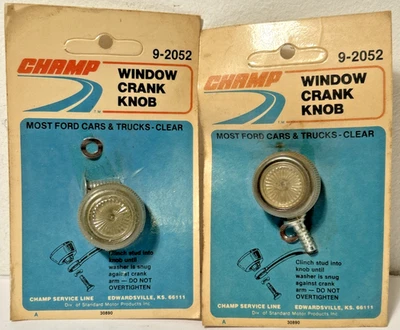 9-2052
CHAMP
WINDOW
CRANK
KNOB
MOST FORD CARS & TRUCKS - CLEAR
Clinch stud into
knob until
washer is snug
against crank
arm — DO NOT
OVERTIGHTEN
CHAMP SERVICE LINE EDWARDSVILLE, KS. 66111
Div. of Standard Motor Products, Inc.
A 30880
9-2052
CHAMP
WINDOW
CRANK
KNOB
MOST FORD CARS & TRUCKS - CLEAR
Clinch stud into
knob until
washer is snug
against crank
arm — DO NOT
OVERTIGHTEN
CHAMP SERVICE LINE EDWARDSVILLE, KS. 66111
Div. of Standard Motor Products, Inc.
A 30880